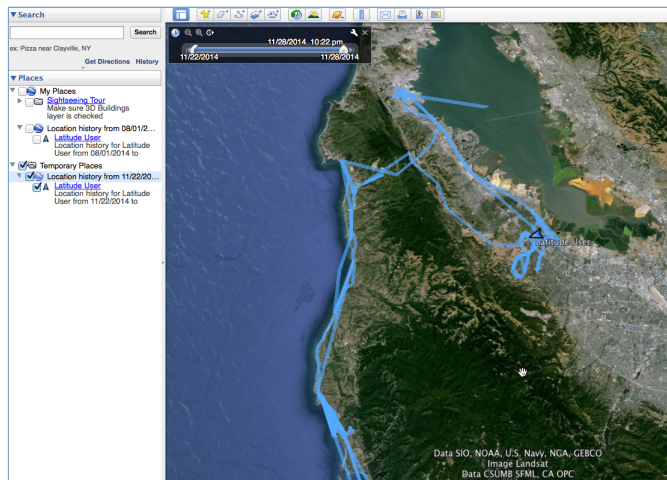 Search
Search
ex: Pizza near Clayville, NY
Get Directions History
Places
My Places
Sightseeing Tour
Make sure 3D Buildings
layer is checked
Location history from 08/01/2...
Latitude User
Location history for Latitude
User from 08/01/2014 to
Temporary Places
Location history from 11/22/20...
Latitude User
Location history for Latitude
User from 11/22/2014 to
11/28/2014 10:22 pm
11/22/2014 11/28/2014
Latitude User
Data SIO, NOAA, U.S. Navy, NGA, GEBCO
Image Landsat
Data CSUMB SFML, CA OPC